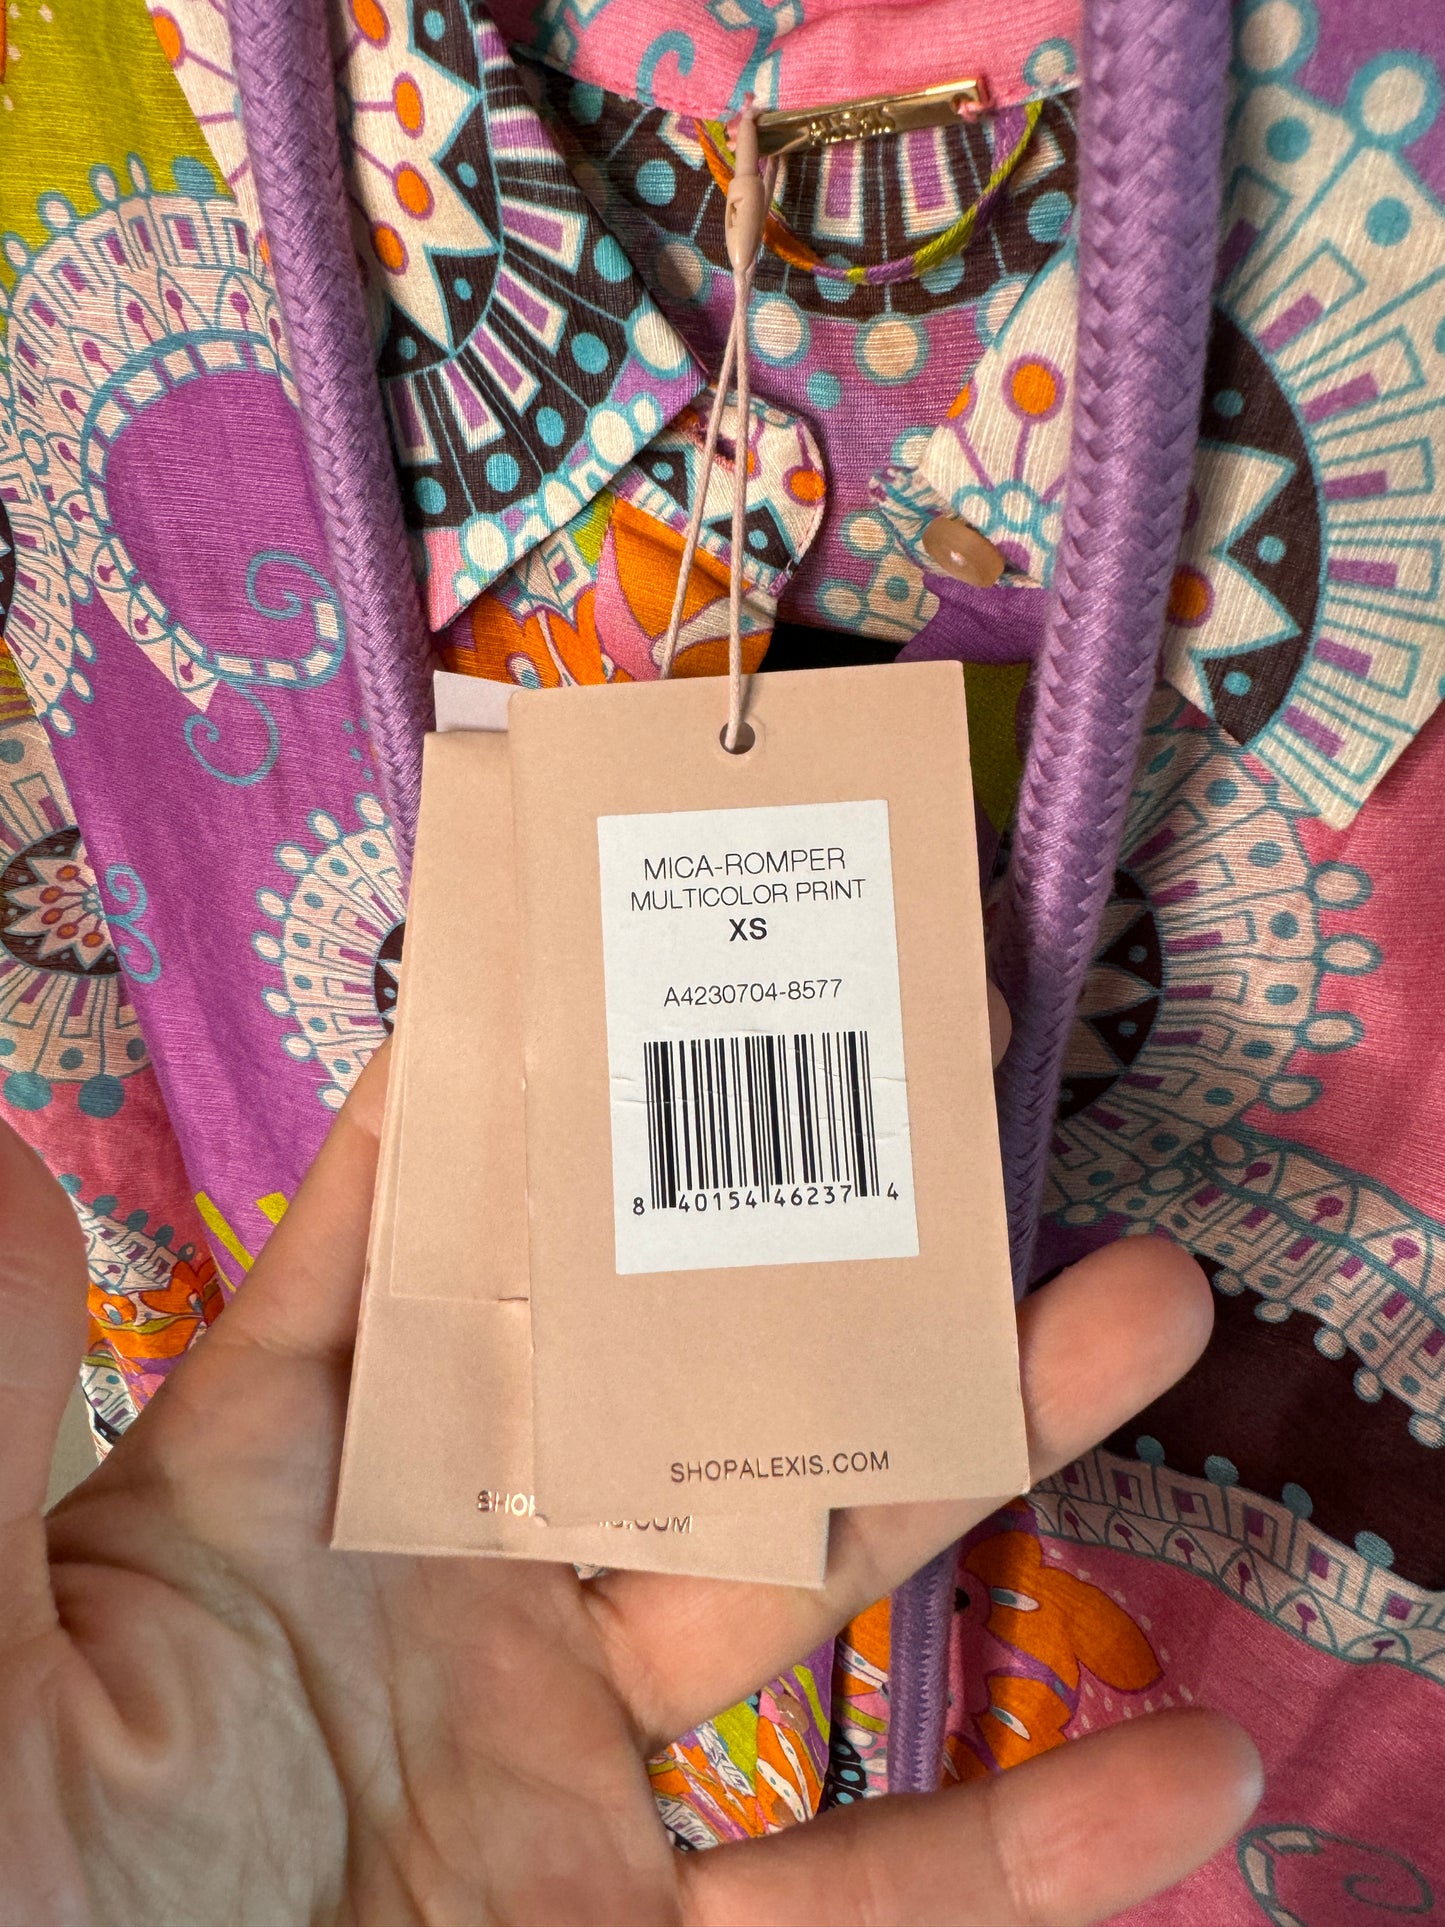 MICA-ROMPER
MULTICOLOR PRINT
XS
A4230704-8577
8 40154 46237 4
SHOPALEXIS.COM